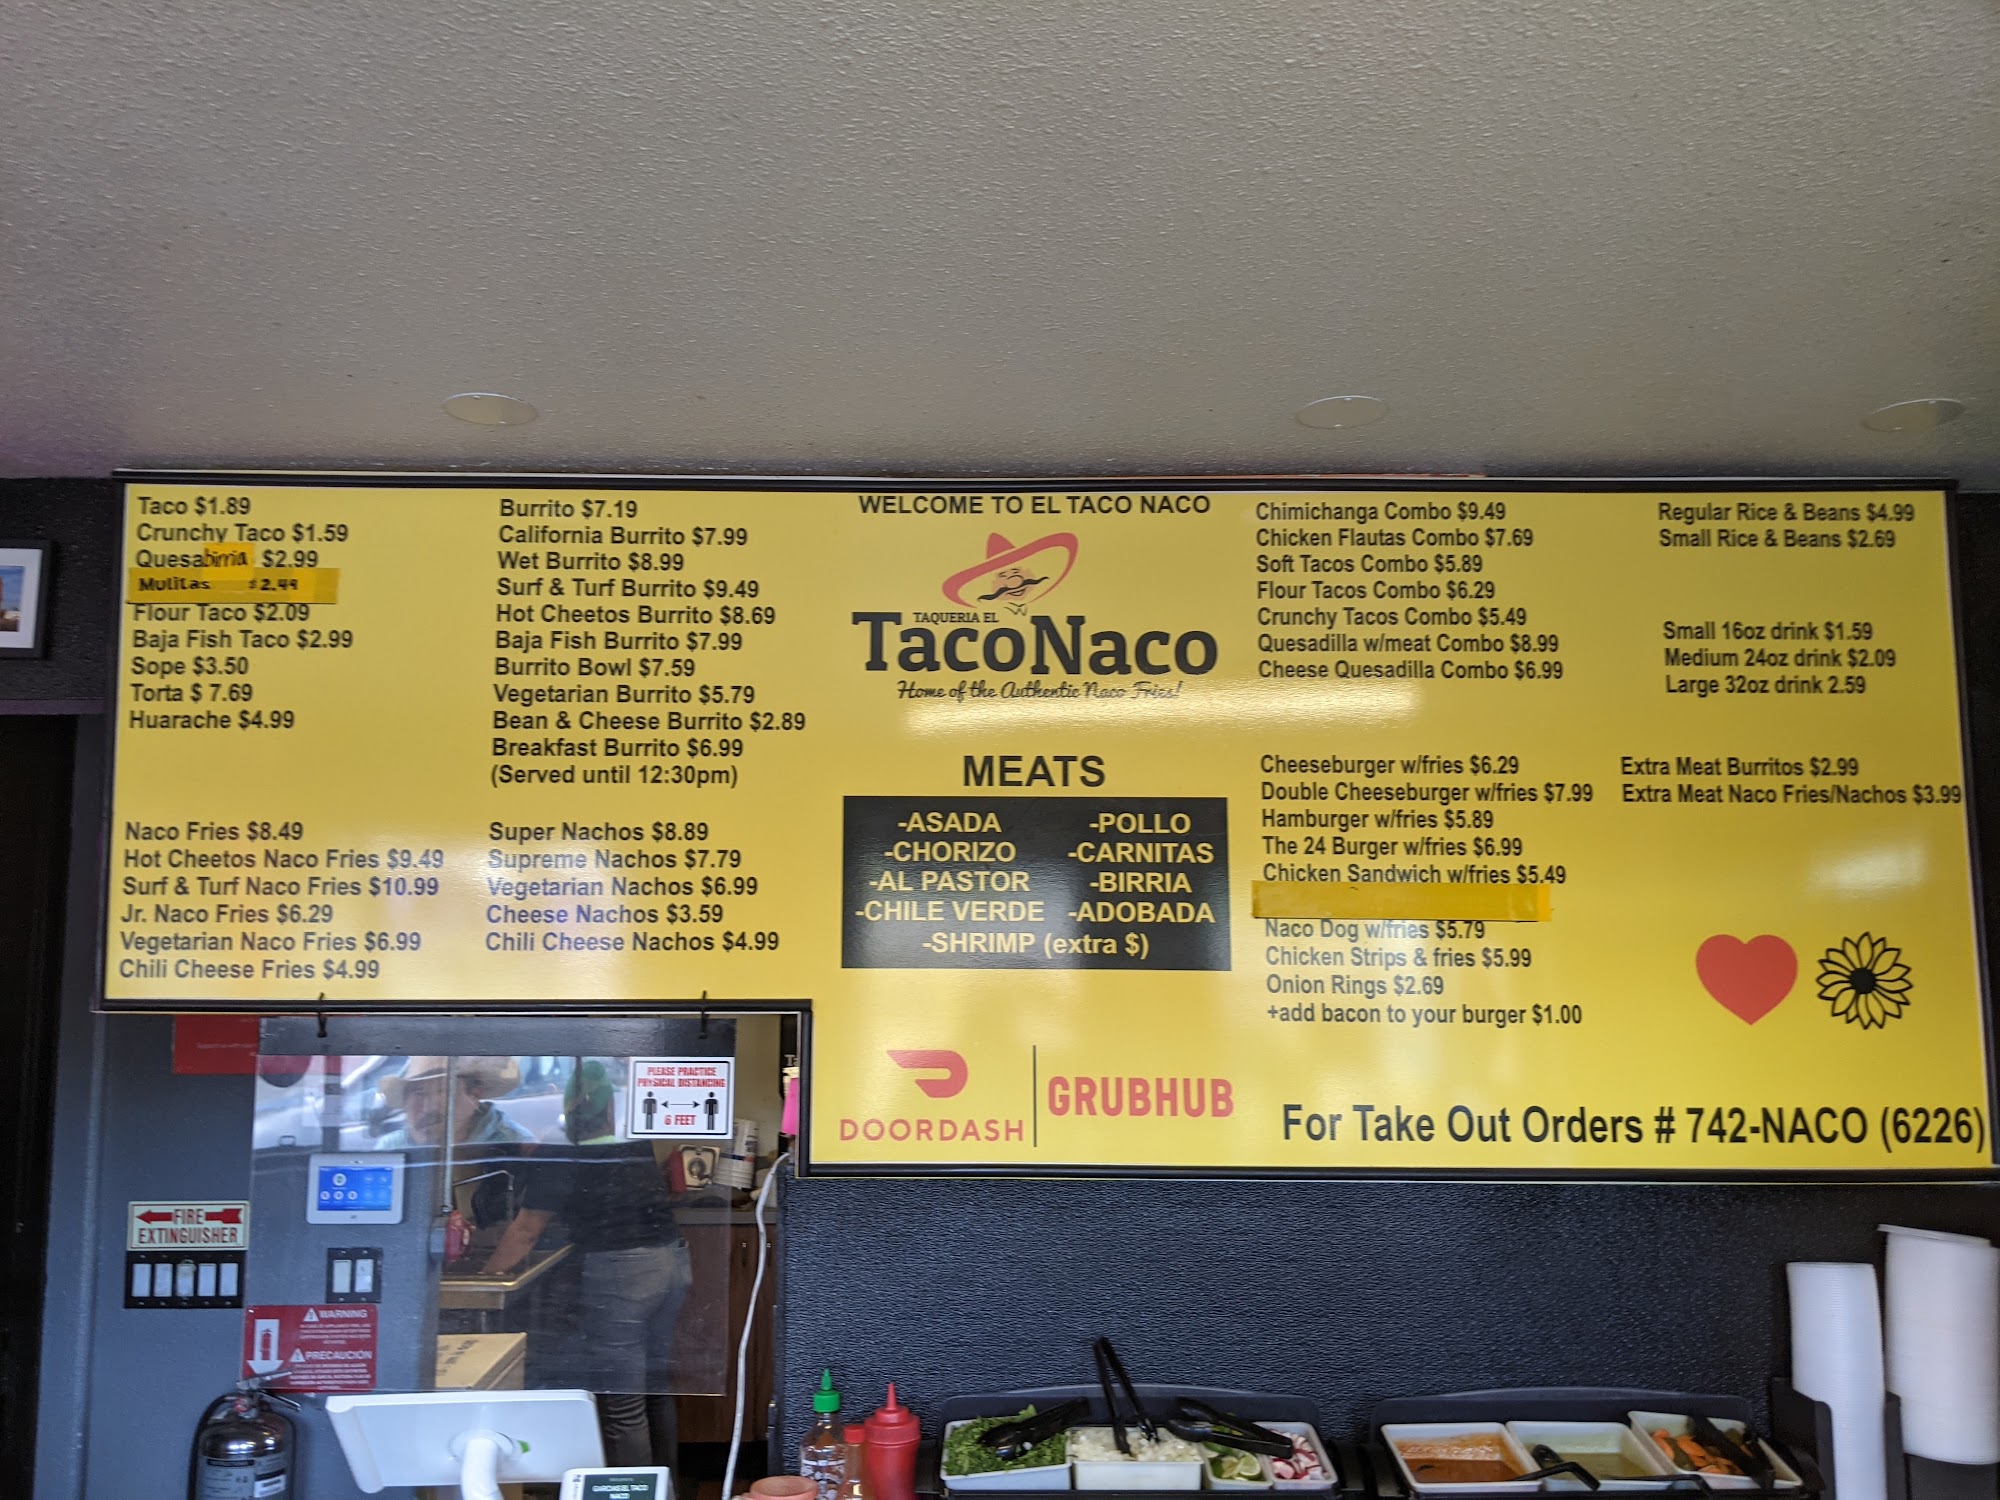 Taco $1.89
Crunchy Taco $1.59
Quesabirria $2.99
Mulitas $2.49
Flour Taco $2.09
Baja Fish Taco $2.99
Sope $3.50
Torta $ 7.69
Huarache $4.99
Naco Fries $8.49
Hot Cheetos Naco Fries $9.49
Surf & Turf Naco Fries $10.99
Jr. Naco Fries $6.29
Vegetarian Naco Fries $6.99
Chili Cheese Fries $4.99
Burrito $7.19
California Burrito $7.99
Wet Burrito $8.99
Surf & Turf Burrito $9.49
Hot Cheetos Burrito $8.69
Baja Fish Burrito $7.99
Burrito Bowl $7.59
Vegetarian Burrito $5.79
Bean & Cheese Burrito $2.89
Breakfast Burrito $6.99
(Served until 12:30pm)
Super Nachos $8.89
Supreme Nachos $7.79
Vegetarian Nachos $6.99
Cheese Nachos $3.59
Chili Cheese Nachos $4.99
WELCOME TO EL TACO NACO
TAQUERIA EL
TacoNaco
Home of the Authentic Naco Fries!
MEATS
-ASADA -POLLO
-CHORIZO -CARNITAS
-AL PASTOR -BIRRIA
-CHILE VERDE -ADOBADA
-SHRIMP (extra $)
DOORDASH
GRUBHUB
Chimichanga Combo $9.49
Chicken Flautas Combo $7.69
Soft Tacos Combo $5.89
Flour Tacos Combo $6.29
Crunchy Tacos Combo $5.49
Quesadilla w/meat Combo $8.99
Cheese Quesadilla Combo $6.99
Cheeseburger w/fries $6.29
Double Cheeseburger w/fries $7.99
Hamburger w/fries $5.89
The 24 Burger w/fries $6.99
Chicken Sandwich w/fries $5.49
Naco Dog w/fries $5.79
Chicken Strips & fries $5.99
Onion Rings $2.69
+add bacon to your burger $1.00
Regular Rice & Beans $4.99
Small Rice & Beans $2.69
Small 16oz drink $1.59
Medium 24oz drink $2.09
Large 32oz drink 2.59
Extra Meat Burritos $2.99
Extra Meat Naco Fries/Nachos $3.99
For Take Out Orders # 742-NACO (6226)
PLEASE PRACTICE
PHYSICAL DISTANCING
6 FEET
FIRE
EXTINGUISHER
WARNING
PRECAUCIÓN
GARCIAS EL TACO
NACO